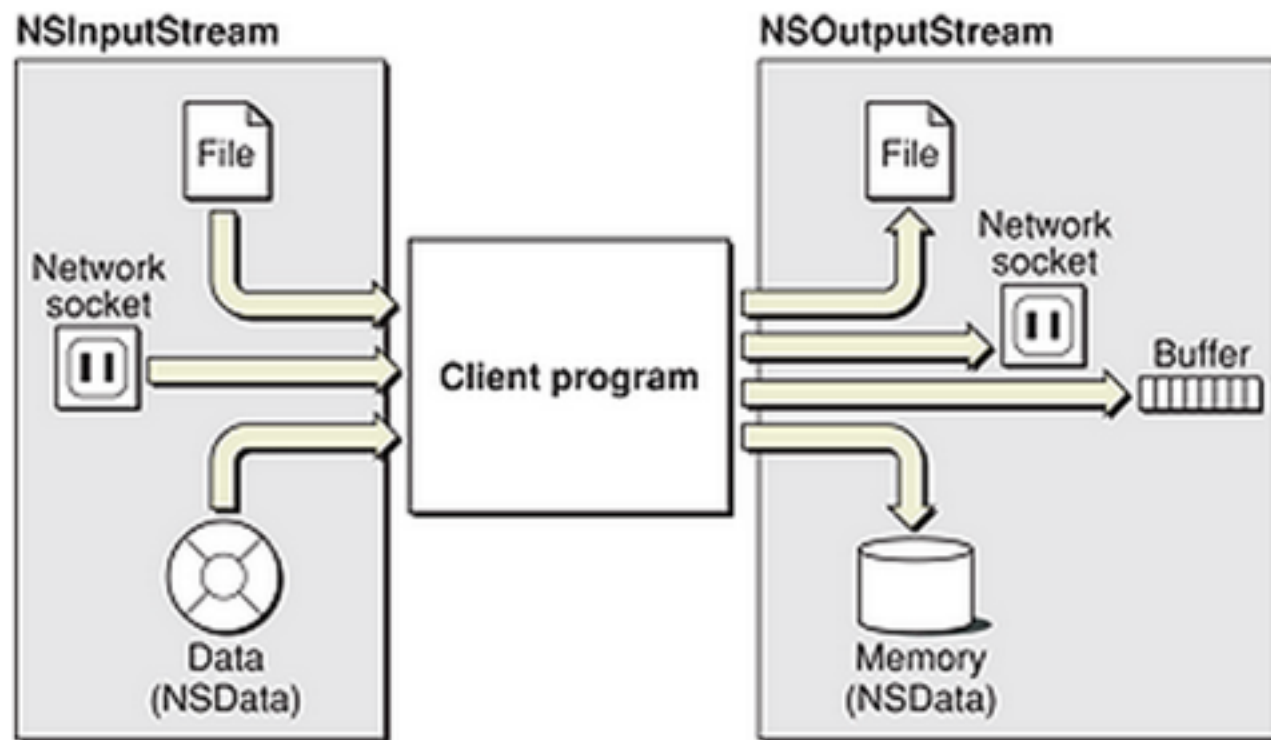 NSInputStream
File
Network
socket
Data
(NSData)
Client program
NSOutputStream
File
Network
socket
Buffer
Memory
(NSData)